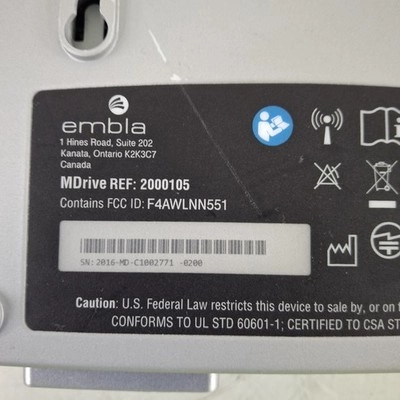 embla
1 Hines Road, Suite 202
Kanata, Ontario K2K3C7
Canada
MDrive REF: 2000105
Contains FCC ID: F4AWLNN551
SN:2016-MD-C1002771 -0200
Caution: U.S. Federal Law restricts this device to sale by, or on t
CONFORMS TO UL STD 60601-1; CERTIFIED TO CSA ST